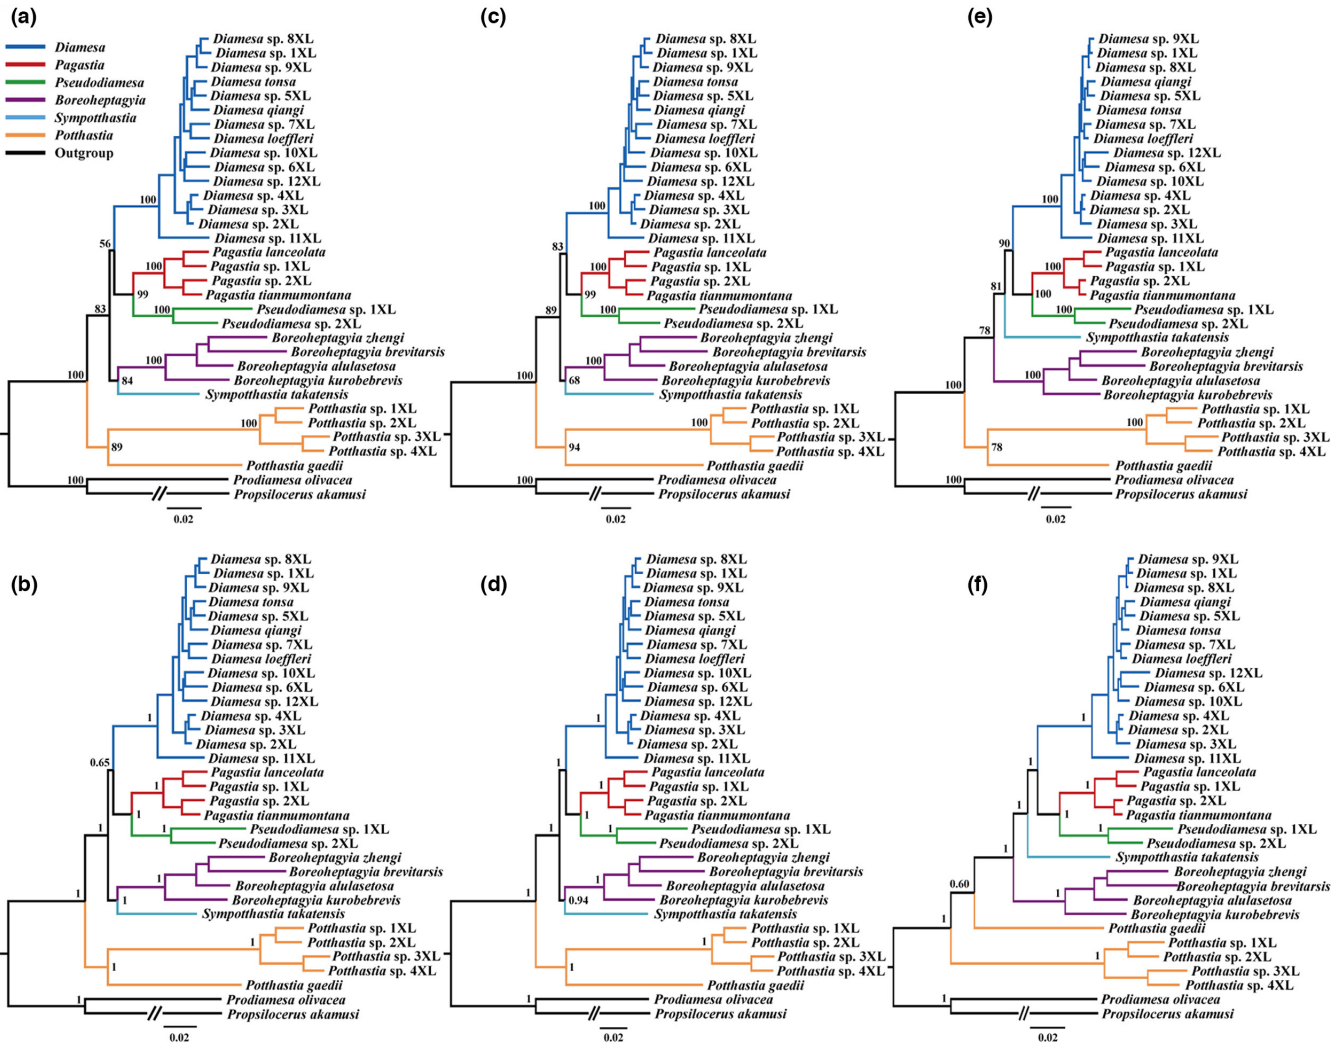 (a)
Diamesa
Pagastia
Pseudodiamesa
Boreoheptagyia
Sympotthastia
Potthastia
Outgroup
Diamesa sp. 8XL
Diamesa sp. 1XL
Diamesa sp. 9XL
Diamesa tonsa
Diamesa sp. 5XL
Diamesa qiangi
Diamesa sp. 7XL
Diamesa loeffleri
Diamesa sp. 10XL
Diamesa sp. 6XL
Diamesa sp. 12XL
Diamesa sp. 4XL
100
Diamesa sp. 3XL
Diamesa sp. 2XL
Diamesa sp. 11XL
56
Pagastia lanceolata
100
Pagastia sp. 1XL
Pagastia sp. 2XL
99
Pagastia tianmumontana
83
100
Pseudodiamesa sp. 1XL
Pseudodiamesa sp. 2XL
Boreoheptagyia zhengi
100
Boreoheptagyia brevitarsis
Boreoheptagyia alulasetosa
100
84
Boreoheptagyia kurobebrevis
Sympotthastia takatensis
Potthastia sp. 1XL
100
Potthastia sp. 2XL
Potthastia sp. 3XL
89
Potthastia sp. 4XL
Potthastia gaedii
100
Prodiamesa olivacea
Propsilocerus akamusi
0.02
(c)
Diamesa sp. 8XL
Diamesa sp. 1XL
Diamesa sp. 9XL
Diamesa tonsa
Diamesa sp. 5XL
Diamesa qiangi
Diamesa sp. 7XL
Diamesa loeffleri
Diamesa sp. 10XL
Diamesa sp. 6XL
Diamesa sp. 12XL
Diamesa sp. 4XL
100
Diamesa sp. 3XL
Diamesa sp. 2XL
Diamesa sp. 11XL
83
Pagastia lanceolata
100
Pagastia sp. 1XL
Pagastia sp. 2XL
99
Pagastia tianmumontana
89
100
Pseudodiamesa sp. 1XL
Pseudodiamesa sp. 2XL
Boreoheptagyia zhengi
100
Boreoheptagyia brevitarsis
Boreoheptagyia alulasetosa
100
68
Boreoheptagyia kurobebrevis
Sympotthastia takatensis
Potthastia sp. 1XL
100
Potthastia sp. 2XL
Potthastia sp. 3XL
94
Potthastia sp. 4XL
Potthastia gaedii
100
Prodiamesa olivacea
Propsilocerus akamusi
0.02
(e)
Diamesa sp. 9XL
Diamesa sp. 1XL
Diamesa sp. 8XL
Diamesa qiangi
Diamesa sp. 5XL
Diamesa tonsa
Diamesa sp. 7XL
Diamesa loeffleri
Diamesa sp. 12XL
Diamesa sp. 6XL
Diamesa sp. 10XL
Diamesa sp. 4XL
100
Diamesa sp. 2XL
Diamesa sp. 3XL
Diamesa sp. 11XL
90
Pagastia lanceolata
100
Pagastia sp. 1XL
Pagastia sp. 2XL
81
100
Pagastia tianmumontana
100
Pseudodiamesa sp. 1XL
Pseudodiamesa sp. 2XL
78
Sympotthastia takatensis
Boreoheptagyia zhengi
Boreoheptagyia brevitarsis
100
Boreoheptagyia alulasetosa
100
Boreoheptagyia kurobebrevis
Potthastia sp. 1XL
100
Potthastia sp. 2XL
Potthastia sp. 3XL
78
Potthastia sp. 4XL
Potthastia gaedii
100
Prodiamesa olivacea
Propsilocerus akamusi
0.02
(b)
Diamesa sp. 8XL
Diamesa sp. 1XL
Diamesa sp. 9XL
Diamesa tonsa
Diamesa sp. 5XL
Diamesa qiangi
Diamesa sp. 7XL
Diamesa loeffleri
Diamesa sp. 10XL
Diamesa sp. 6XL
Diamesa sp. 12XL
Diamesa sp. 4XL
1
Diamesa sp. 3XL
Diamesa sp. 2XL
Diamesa sp. 11XL
0.65
Pagastia lanceolata
1
Pagastia sp. 1XL
Pagastia sp. 2XL
1
Pagastia tianmumontana
1
1
Pseudodiamesa sp. 1XL
Pseudodiamesa sp. 2XL
Boreoheptagyia zhengi
1
Boreoheptagyia brevitarsis
Boreoheptagyia alulasetosa
1
1
Boreoheptagyia kurobebrevis
Sympotthastia takatensis
Potthastia sp. 1XL
1
Potthastia sp. 2XL
Potthastia sp. 3XL
1
Potthastia sp. 4XL
Potthastia gaedii
1
Prodiamesa olivacea
Propsilocerus akamusi
0.02
(d)
Diamesa sp. 8XL
Diamesa sp. 1XL
Diamesa sp. 9XL
Diamesa tonsa
Diamesa sp. 5XL
Diamesa qiangi
Diamesa sp. 7XL
Diamesa loeffleri
Diamesa sp. 10XL
Diamesa sp. 6XL
Diamesa sp. 12XL
Diamesa sp. 4XL
1
Diamesa sp. 3XL
Diamesa sp. 2XL
Diamesa sp. 11XL
1
Pagastia lanceolata
1
Pagastia sp. 1XL
Pagastia sp. 2XL
1
Pagastia tianmumontana
1
1
Pseudodiamesa sp. 1XL
Pseudodiamesa sp. 2XL
Boreoheptagyia zhengi
1
Boreoheptagyia brevitarsis
Boreoheptagyia alulasetosa
1
0.94
Boreoheptagyia kurobebrevis
Sympotthastia takatensis
Potthastia sp. 1XL
1
Potthastia sp. 2XL
Potthastia sp. 3XL
1
Potthastia sp. 4XL
Potthastia gaedii
1
Prodiamesa olivacea
Propsilocerus akamusi
0.02
(f)
Diamesa sp. 9XL
Diamesa sp. 1XL
Diamesa sp. 8XL
Diamesa qiangi
Diamesa sp. 5XL
Diamesa tonsa
Diamesa sp. 7XL
Diamesa loeffleri
Diamesa sp. 12XL
Diamesa sp. 6XL
Diamesa sp. 10XL
Diamesa sp. 4XL
1
Diamesa sp. 2XL
Diamesa sp. 3XL
Diamesa sp. 11XL
1
Pagastia lanceolata
1
Pagastia sp. 1XL
Pagastia sp. 2XL
1
1
Pagastia tianmumontana
1
Pseudodiamesa sp. 1XL
Pseudodiamesa sp. 2XL
1
Sympotthastia takatensis
Boreoheptagyia zhengi
0.60
Boreoheptagyia brevitarsis
1
Boreoheptagyia alulasetosa
Boreoheptagyia kurobebrevis
1
Potthastia gaedii
Potthastia sp. 1XL
1
Potthastia sp. 2XL
Potthastia sp. 3XL
Potthastia sp. 4XL
1
Prodiamesa olivacea
Propsilocerus akamusi
0.02